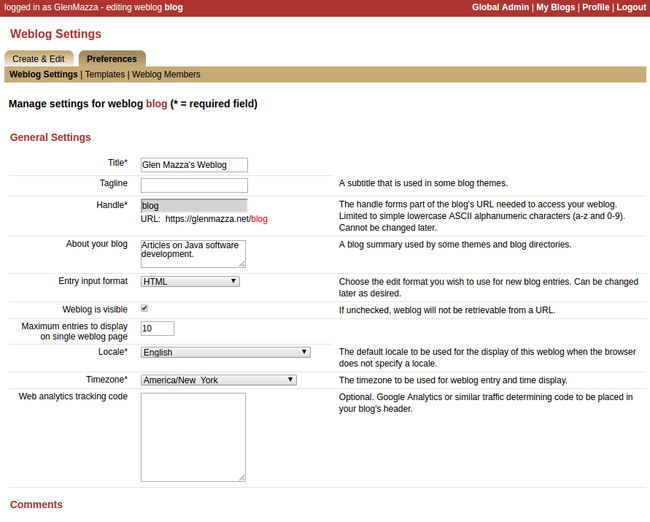 logged in as GlenMazza - editing weblog blog
Global Admin | My Blogs | Profile | Logout
Weblog Settings
Create & Edit
Preferences
Weblog Settings | Templates | Weblog Members
Manage settings for weblog blog (* = required field)
General Settings
Title*
Glen Mazza's Weblog
Tagline
A subtitle that is used in some blog themes.
Handle*
blog
URL: https://glenmazza.net/blog
The handle forms part of the blog's URL needed to access your weblog.
Limited to simple lowercase ASCII alphanumeric characters (a-z and 0-9).
Cannot be changed later.
About your blog
Articles on Java software
development.
A blog summary used by some themes and blog directories.
Entry input format
HTML
Choose the edit format you wish to use for new blog entries. Can be changed
later as desired.
Weblog is visible
If unchecked, weblog will not be retrievable from a URL.
Maximum entries to display
on single weblog page
10
Locale*
English
The default locale to be used for the display of this weblog when the browser
does not specify a locale.
Timezone*
America/New_York
The timezone to be used for weblog entry and time display.
Web analytics tracking code
Optional. Google Analytics or similar traffic determining code to be placed in
your blog's header.
Comments